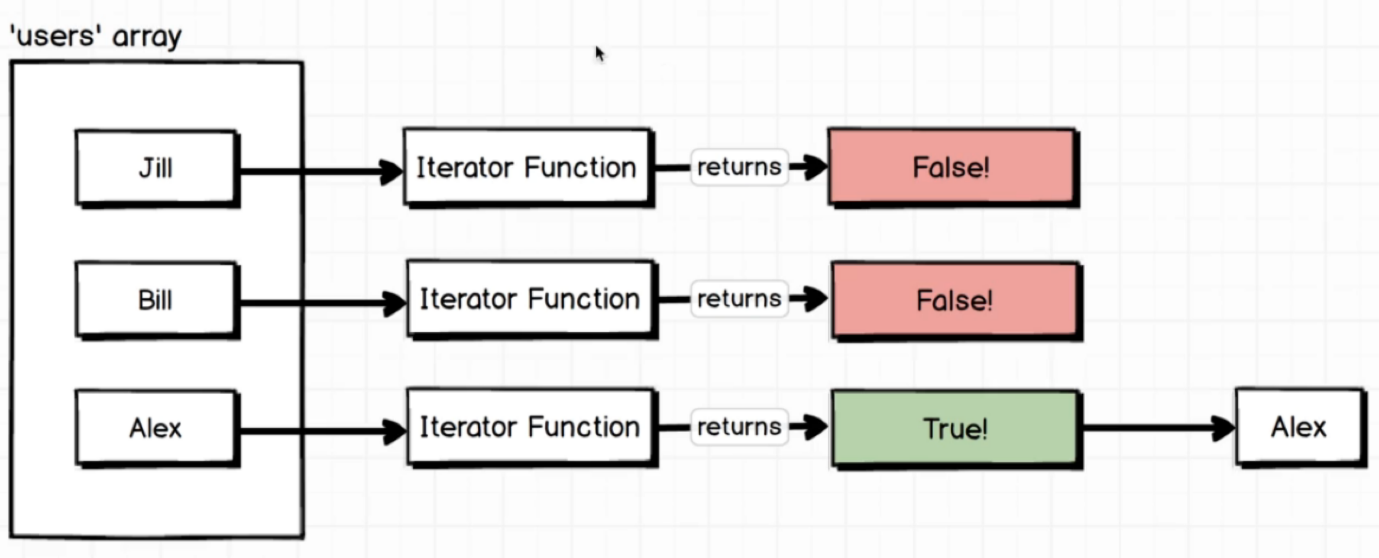 'users' array
Jill
Iterator Function
returns
False!
Bill
Iterator Function
returns
False!
Alex
Iterator Function
returns
True!
Alex